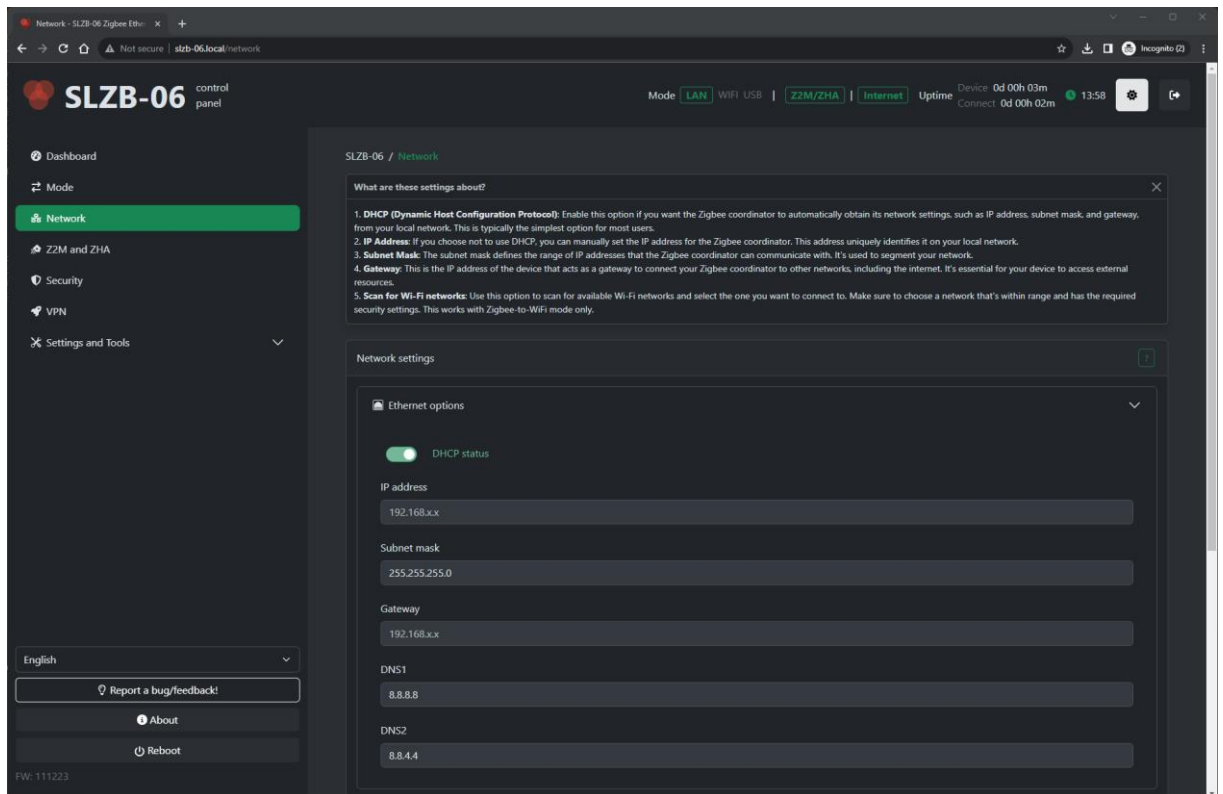 Network - SLZB-06 Zigbee Ethe
Not secure | slzb-06.local/network
Incognito (2)
SLZB-06 control panel
Mode LAN WIFI USB | Z2M/ZHA | Internet Uptime Device 0d 00h 03m Connect 0d 00h 02m 13:58
Dashboard
Mode
Network
Z2M and ZHA
Security
VPN
Settings and Tools
English
Report a bug/feedback!
About
Reboot
FW: 111223
SLZB-06 / Network
What are these settings about?
1. DHCP (Dynamic Host Configuration Protocol): Enable this option if you want the Zigbee coordinator to automatically obtain its network settings, such as IP address, subnet mask, and gateway,
from your local network. This is typically the simplest option for most users.
2. IP Address: If you choose not to use DHCP, you can manually set the IP address for the Zigbee coordinator. This address uniquely identifies it on your local network.
3. Subnet Mask: The subnet mask defines the range of IP addresses that the Zigbee coordinator can communicate with. It's used to segment your network.
4. Gateway: This is the IP address of the device that acts as a gateway to connect your Zigbee coordinator to other networks, including the internet. It's essential for your device to access external
resources.
5. Scan for Wi-Fi networks: Use this option to scan for available Wi-Fi networks and select the one you want to connect to. Make sure to choose a network that's within range and has the required
security settings. This works with Zigbee-to-WiFi mode only.
Network settings
?
Ethernet options
DHCP status
IP address
192.168.x.x
Subnet mask
255.255.255.0
Gateway
192.168.x.x
DNS1
8.8.8.8
DNS2
8.8.4.4